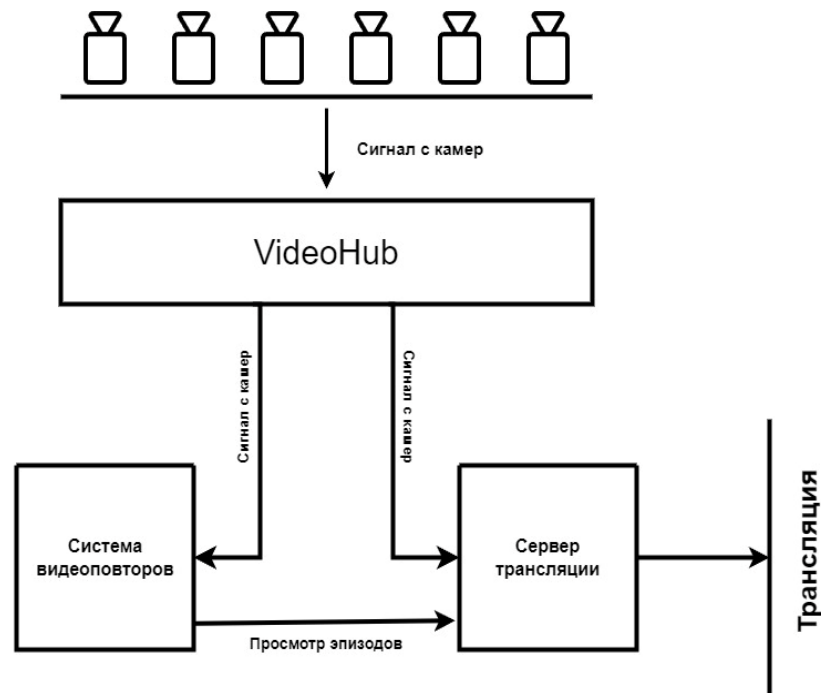 Сигнал с камер
VideoHub
Сигнал с камер
Сигнал с камер
Система
видеоповторов
Сервер
трансляции
Просмотр эпизодов
Трансляция